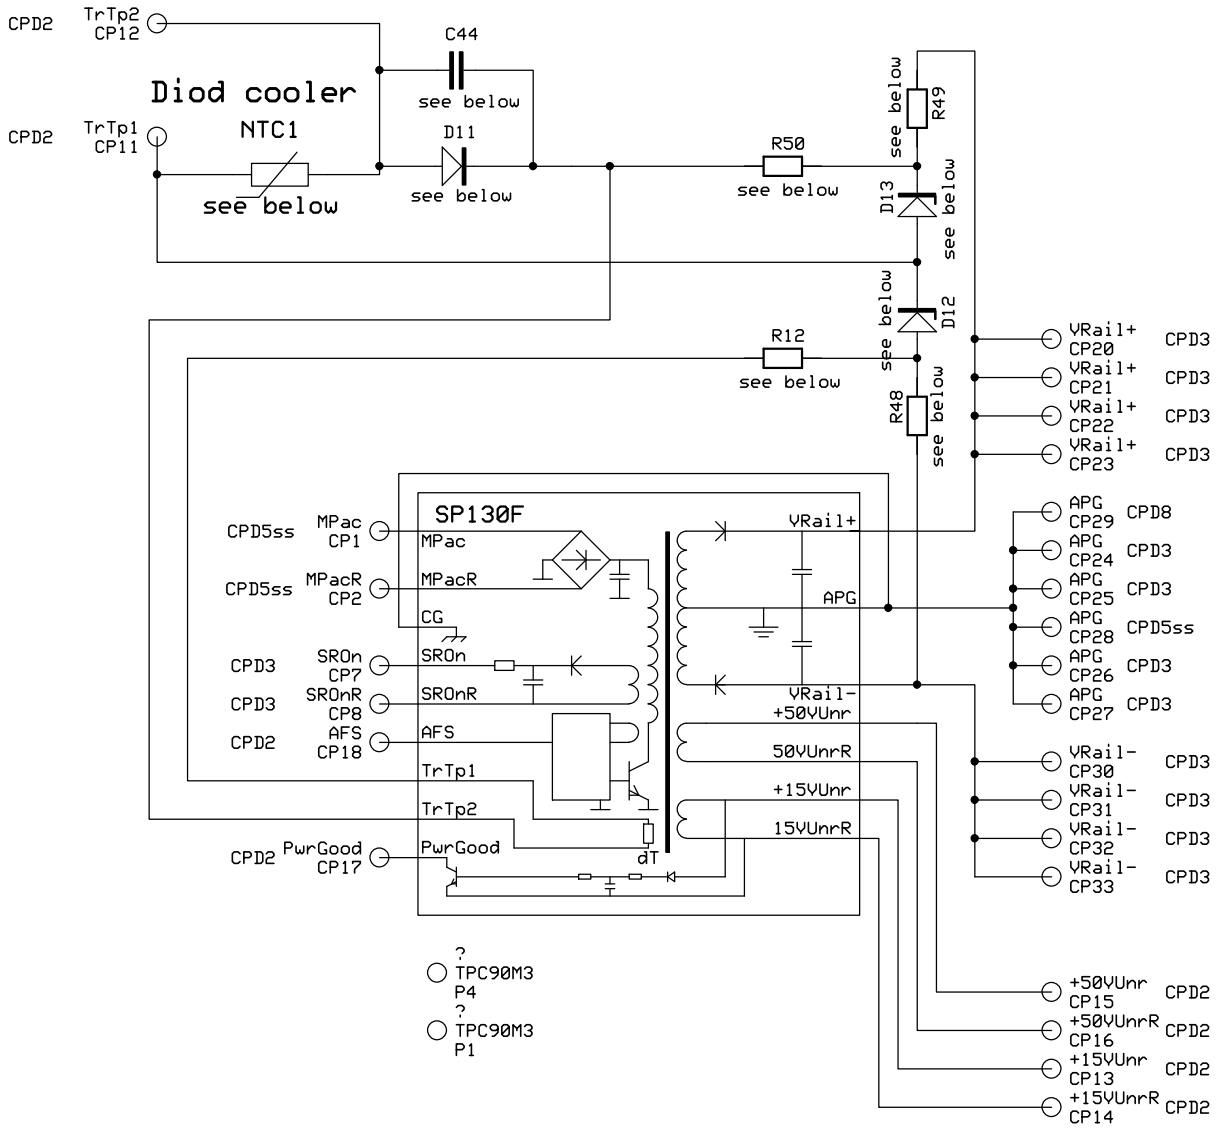 CPD2 TrTp2
CP12
C44
see below
Diod cooler
CPD2 TrTp1
CP11
NTC1
see below
D11
see below
R50
see below
see below
R49
D13
see below
see below
D12
R12
see below
R48
see below
VRail+ CPD3
CP20
VRail+ CPD3
CP21
VRail+ CPD3
CP22
VRail+ CPD3
CP23
SP130F
CPD5ss MPac
CP1
MPac
CPD5ss MPacR
CP2
MPacR
CG
CPD3 SROn
CP7
SROn
CPD3 SROnR
CP8
SROnR
CPD2 AFS
CP18
AFS
TrTp1
TrTp2
CPD2 PwrGood
CP17
PwrGood
dT
VRail+
APG
VRail-
+50VUnr
50VUnrR
+15VUnr
15VUnrR
APG
CP29 CPD8
APG
CP24 CPD3
APG
CP25 CPD3
APG
CP28 CPD5ss
APG
CP26 CPD3
APG
CP27 CPD3
VRail- CPD3
CP30
VRail- CPD3
CP31
VRail- CPD3
CP32
VRail- CPD3
CP33
?
TPC90M3
P4
?
TPC90M3
P1
+50VUnr CPD2
CP15
+50VUnrR CPD2
CP16
+15VUnr CPD2
CP13
+15VUnrR CPD2
CP14